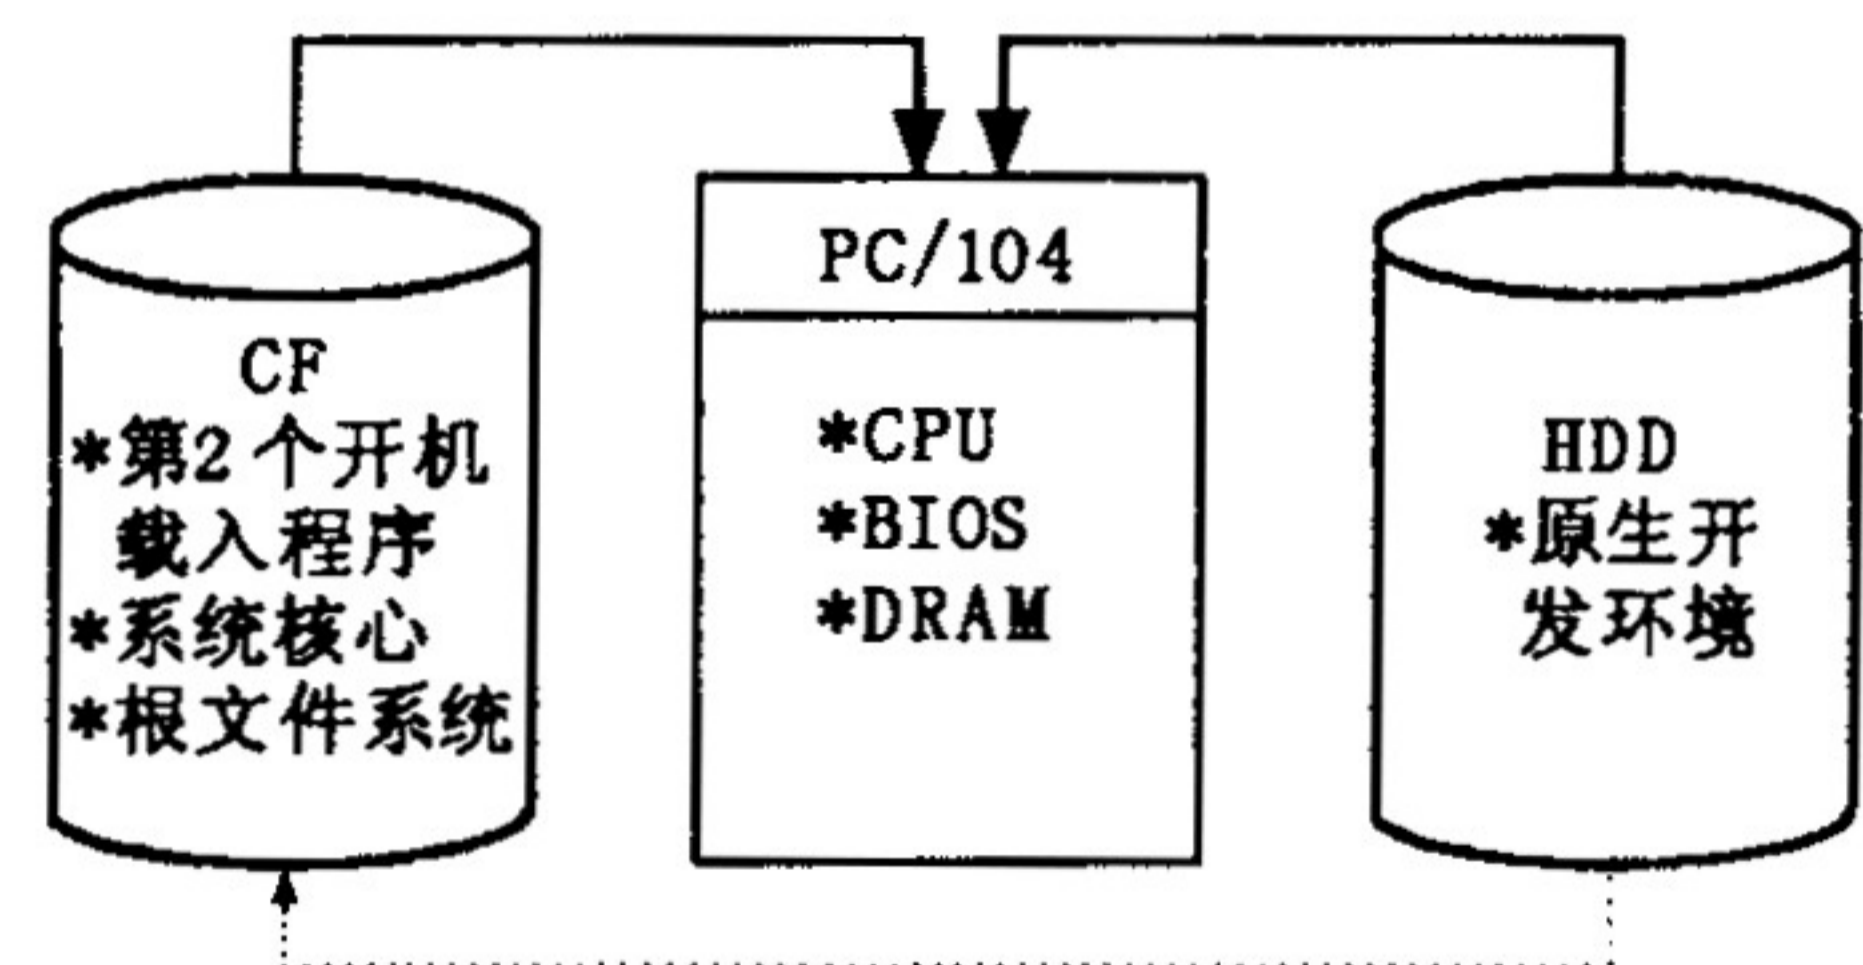 CF
*第2个开机
载入程序
*系统核心
*根文件系统
PC/104
*CPU
*BIOS
*DRAM
HDD
*原生开
发环境